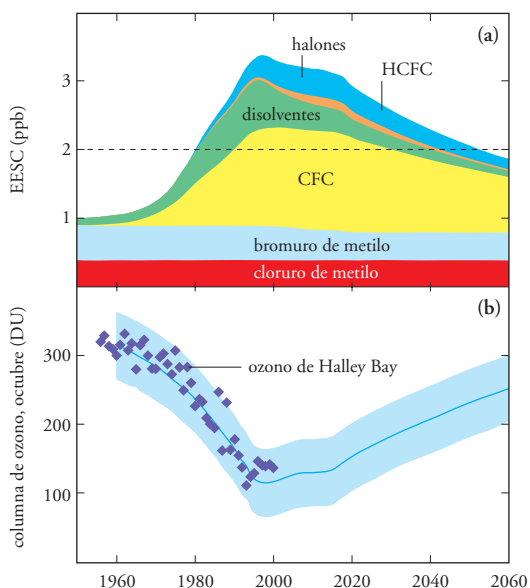 (a)
halones
HCFC
3
disolventes
EESC (ppb)
2
CFC
1
bromuro de metilo
cloruro de metilo
(b)
300
ozono de Halley Bay
columna de ozono, octubre (DU)
200
100
1960 1980 2000 2020 2040 2060